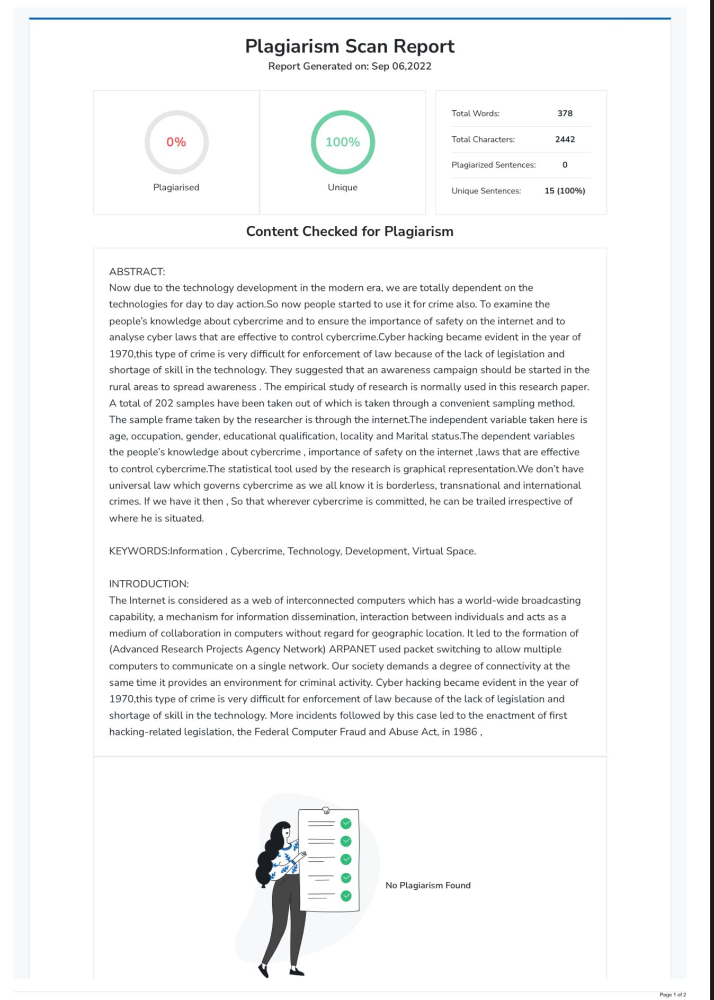 Plagiarism Scan Report
Report Generated on: Sep 06,2022
0%
Plagiarised
100%
Unique
Total Words: 378
Total Characters: 2442
Plagiarized Sentences: 0
Unique Sentences: 15 (100%)
Content Checked for Plagiarism
ABSTRACT:
Now due to the technology development in the modern era, we are totally dependent on the
technologies for day to day action.So now people started to use it for crime also. To examine the
people’s knowledge about cybercrime and to ensure the importance of safety on the internet and to
analyse cyber laws that are effective to control cybercrime.Cyber hacking became evident in the year of
1970,this type of crime is very difficult for enforcement of law because of the lack of legislation and
shortage of skill in the technology. They suggested that an awareness campaign should be started in the
rural areas to spread awareness . The empirical study of research is normally used in this research paper.
A total of 202 samples have been taken out of which is taken through a convenient sampling method.
The sample frame taken by the researcher is through the internet.The independent variable taken here is
age, occupation, gender, educational qualification, locality and Marital status.The dependent variables
the people’s knowledge about cybercrime , importance of safety on the internet ,laws that are effective
to control cybercrime.The statistical tool used by the research is graphical representation.We don’t have
universal law which governs cybercrime as we all know it is borderless, transnational and international
crimes. If we have it then , So that wherever cybercrime is committed, he can be trailed irrespective of
where he is situated.
KEYWORDS:Information , Cybercrime, Technology, Development, Virtual Space.
INTRODUCTION:
The Internet is considered as a web of interconnected computers which has a world-wide broadcasting
capability, a mechanism for information dissemination, interaction between individuals and acts as a
medium of collaboration in computers without regard for geographic location. It led to the formation of
(Advanced Research Projects Agency Network) ARPANET used packet switching to allow multiple
computers to communicate on a single network. Our society demands a degree of connectivity at the
same time it provides an environment for criminal activity. Cyber hacking became evident in the year of
1970,this type of crime is very difficult for enforcement of law because of the lack of legislation and
shortage of skill in the technology. More incidents followed by this case led to the enactment of first
hacking-related legislation, the Federal Computer Fraud and Abuse Act, in 1986 ,
No Plagiarism Found
Page 1 of 2